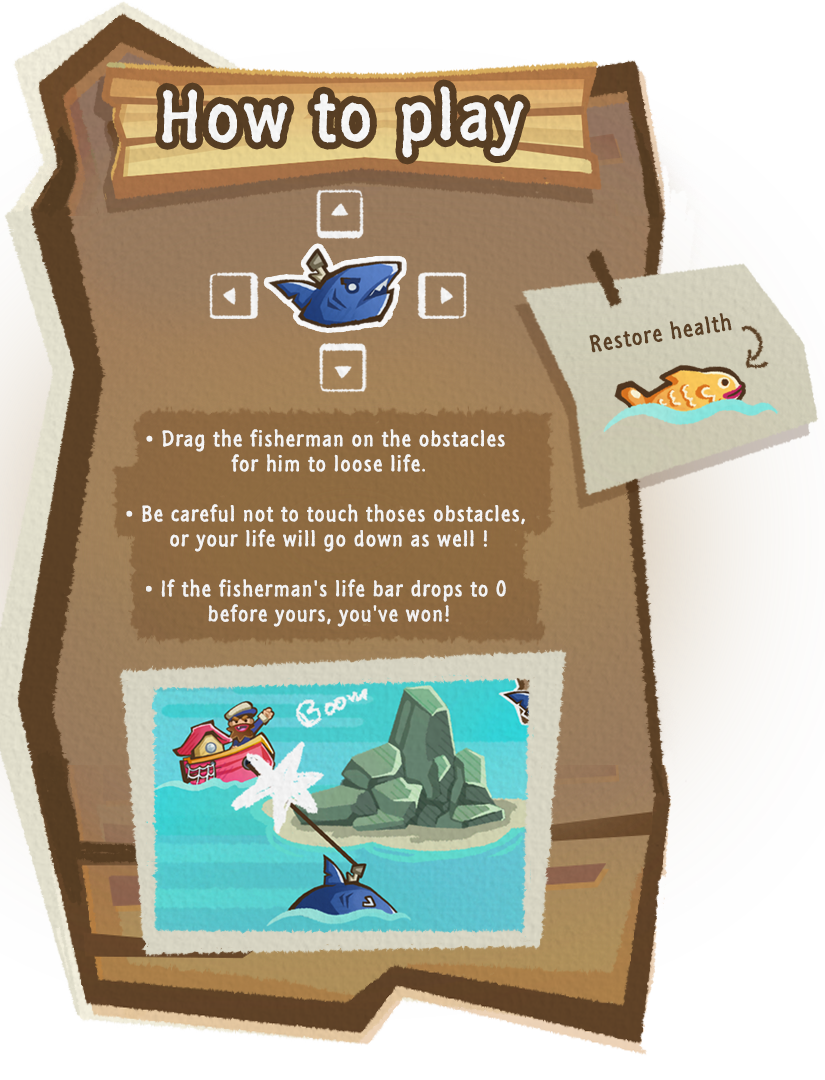 How to play
Restore health
• Drag the fisherman on the obstacles
for him to loose life.
• Be careful not to touch thoses obstacles,
or your life will go down as well !
• If the fisherman's life bar drops to 0
before yours, you've won!
Boom